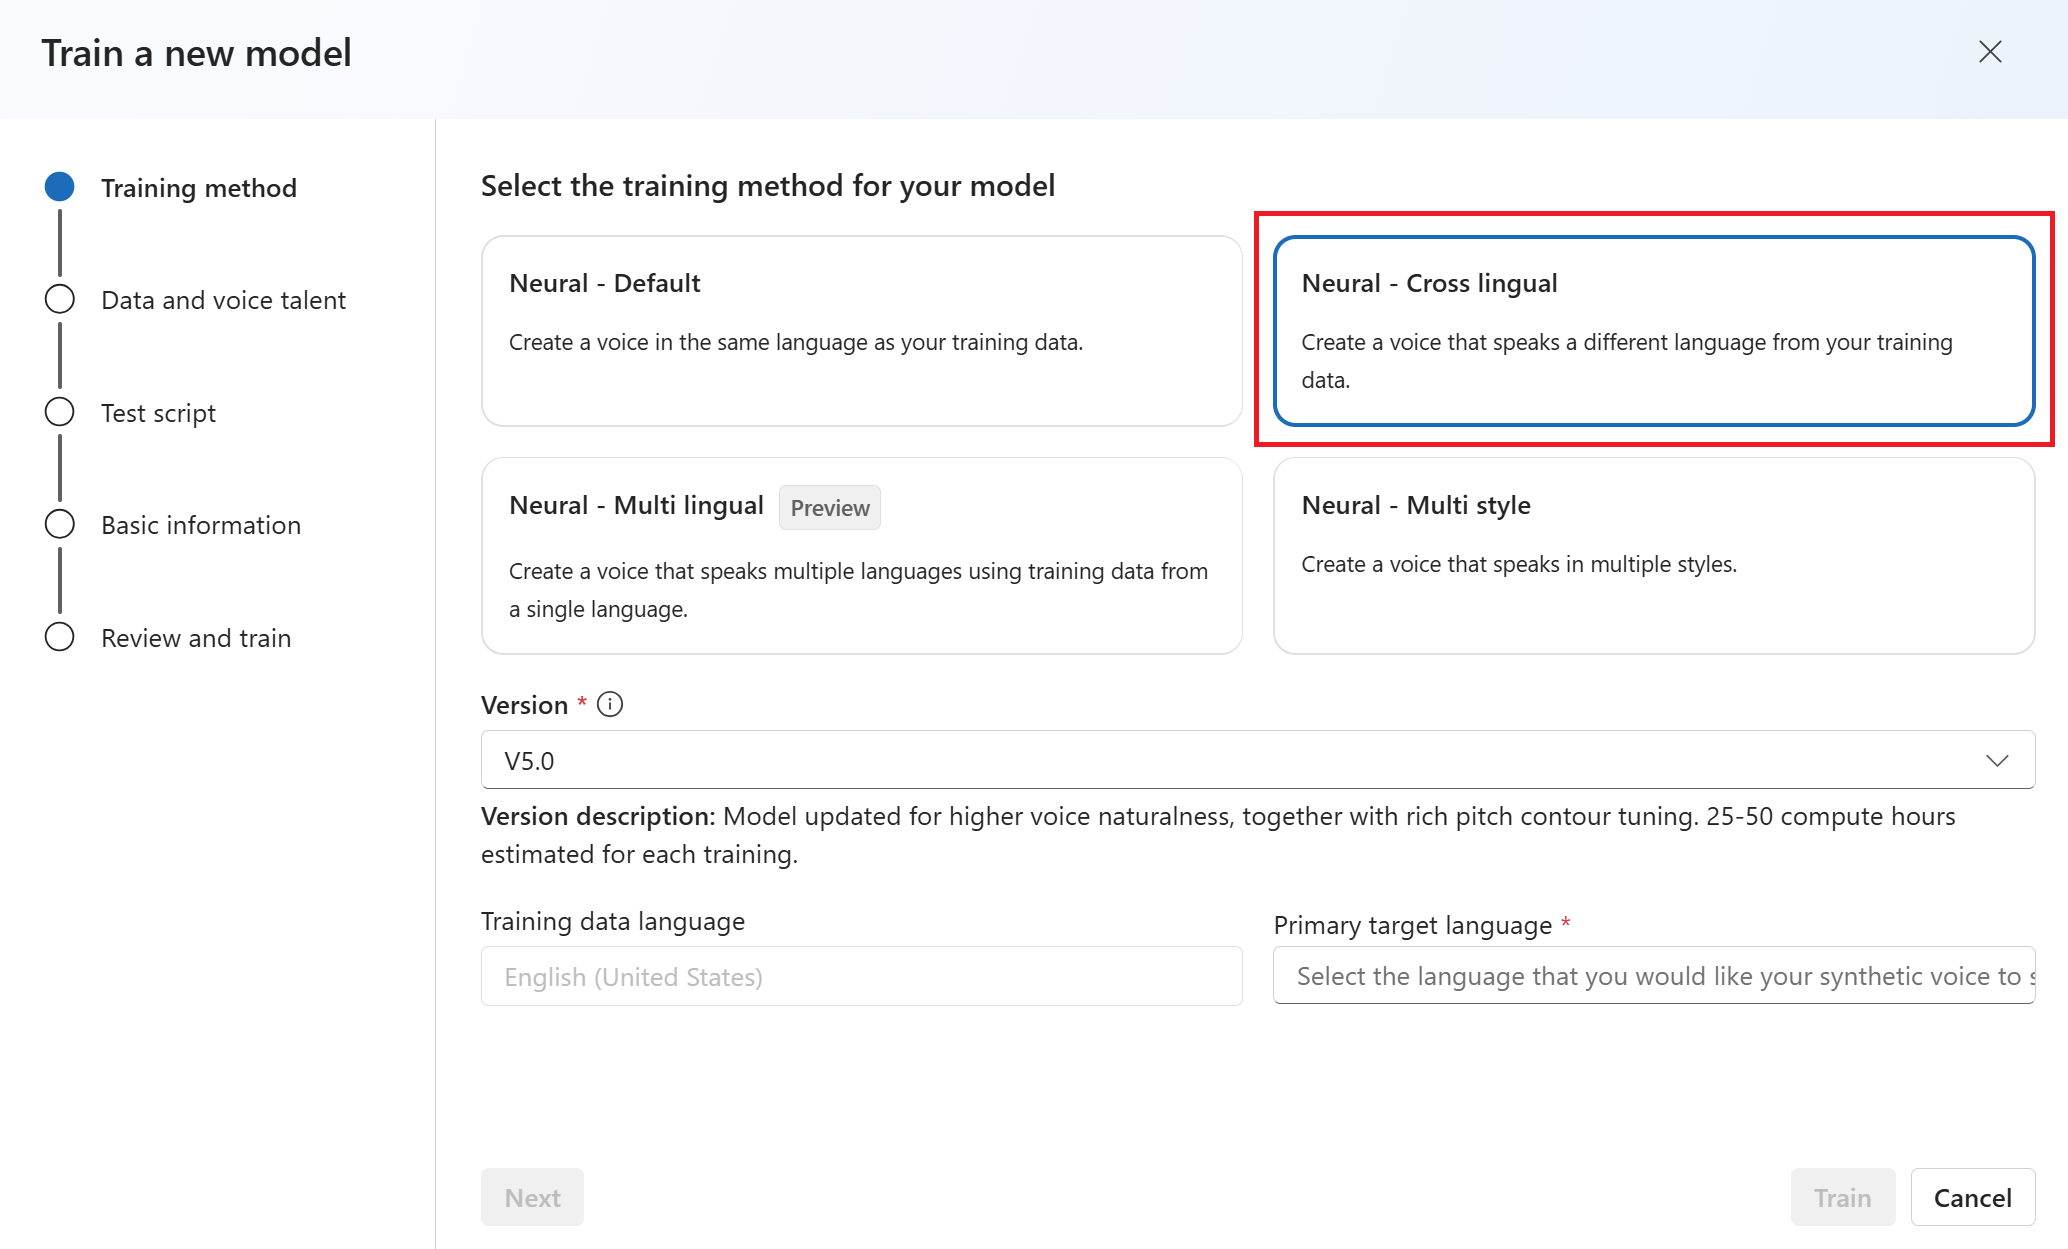 Train a new model
Training method
Data and voice talent
Test script
Basic information
Review and train
Select the training method for your model
Neural - Default
Create a voice in the same language as your training data.
Neural - Cross lingual
Create a voice that speaks a different language from your training
data.
Neural - Multi lingual Preview
Create a voice that speaks multiple languages using training data from
a single language.
Neural - Multi style
Create a voice that speaks in multiple styles.
Version *
V5.0
Version description: Model updated for higher voice naturalness, together with rich pitch contour tuning. 25-50 compute hours
estimated for each training.
Training data language
English (United States)
Primary target language *
Select the language that you would like your synthetic voice to
Next
Train
Cancel